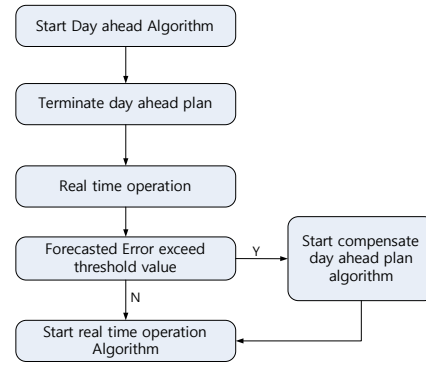 Start Day ahead Algorithm
Terminate day ahead plan
Real time operation
Forecasted Error exceed
threshold value
Y
Start compensate
day ahead plan
algorithm
N
Start real time operation
Algorithm